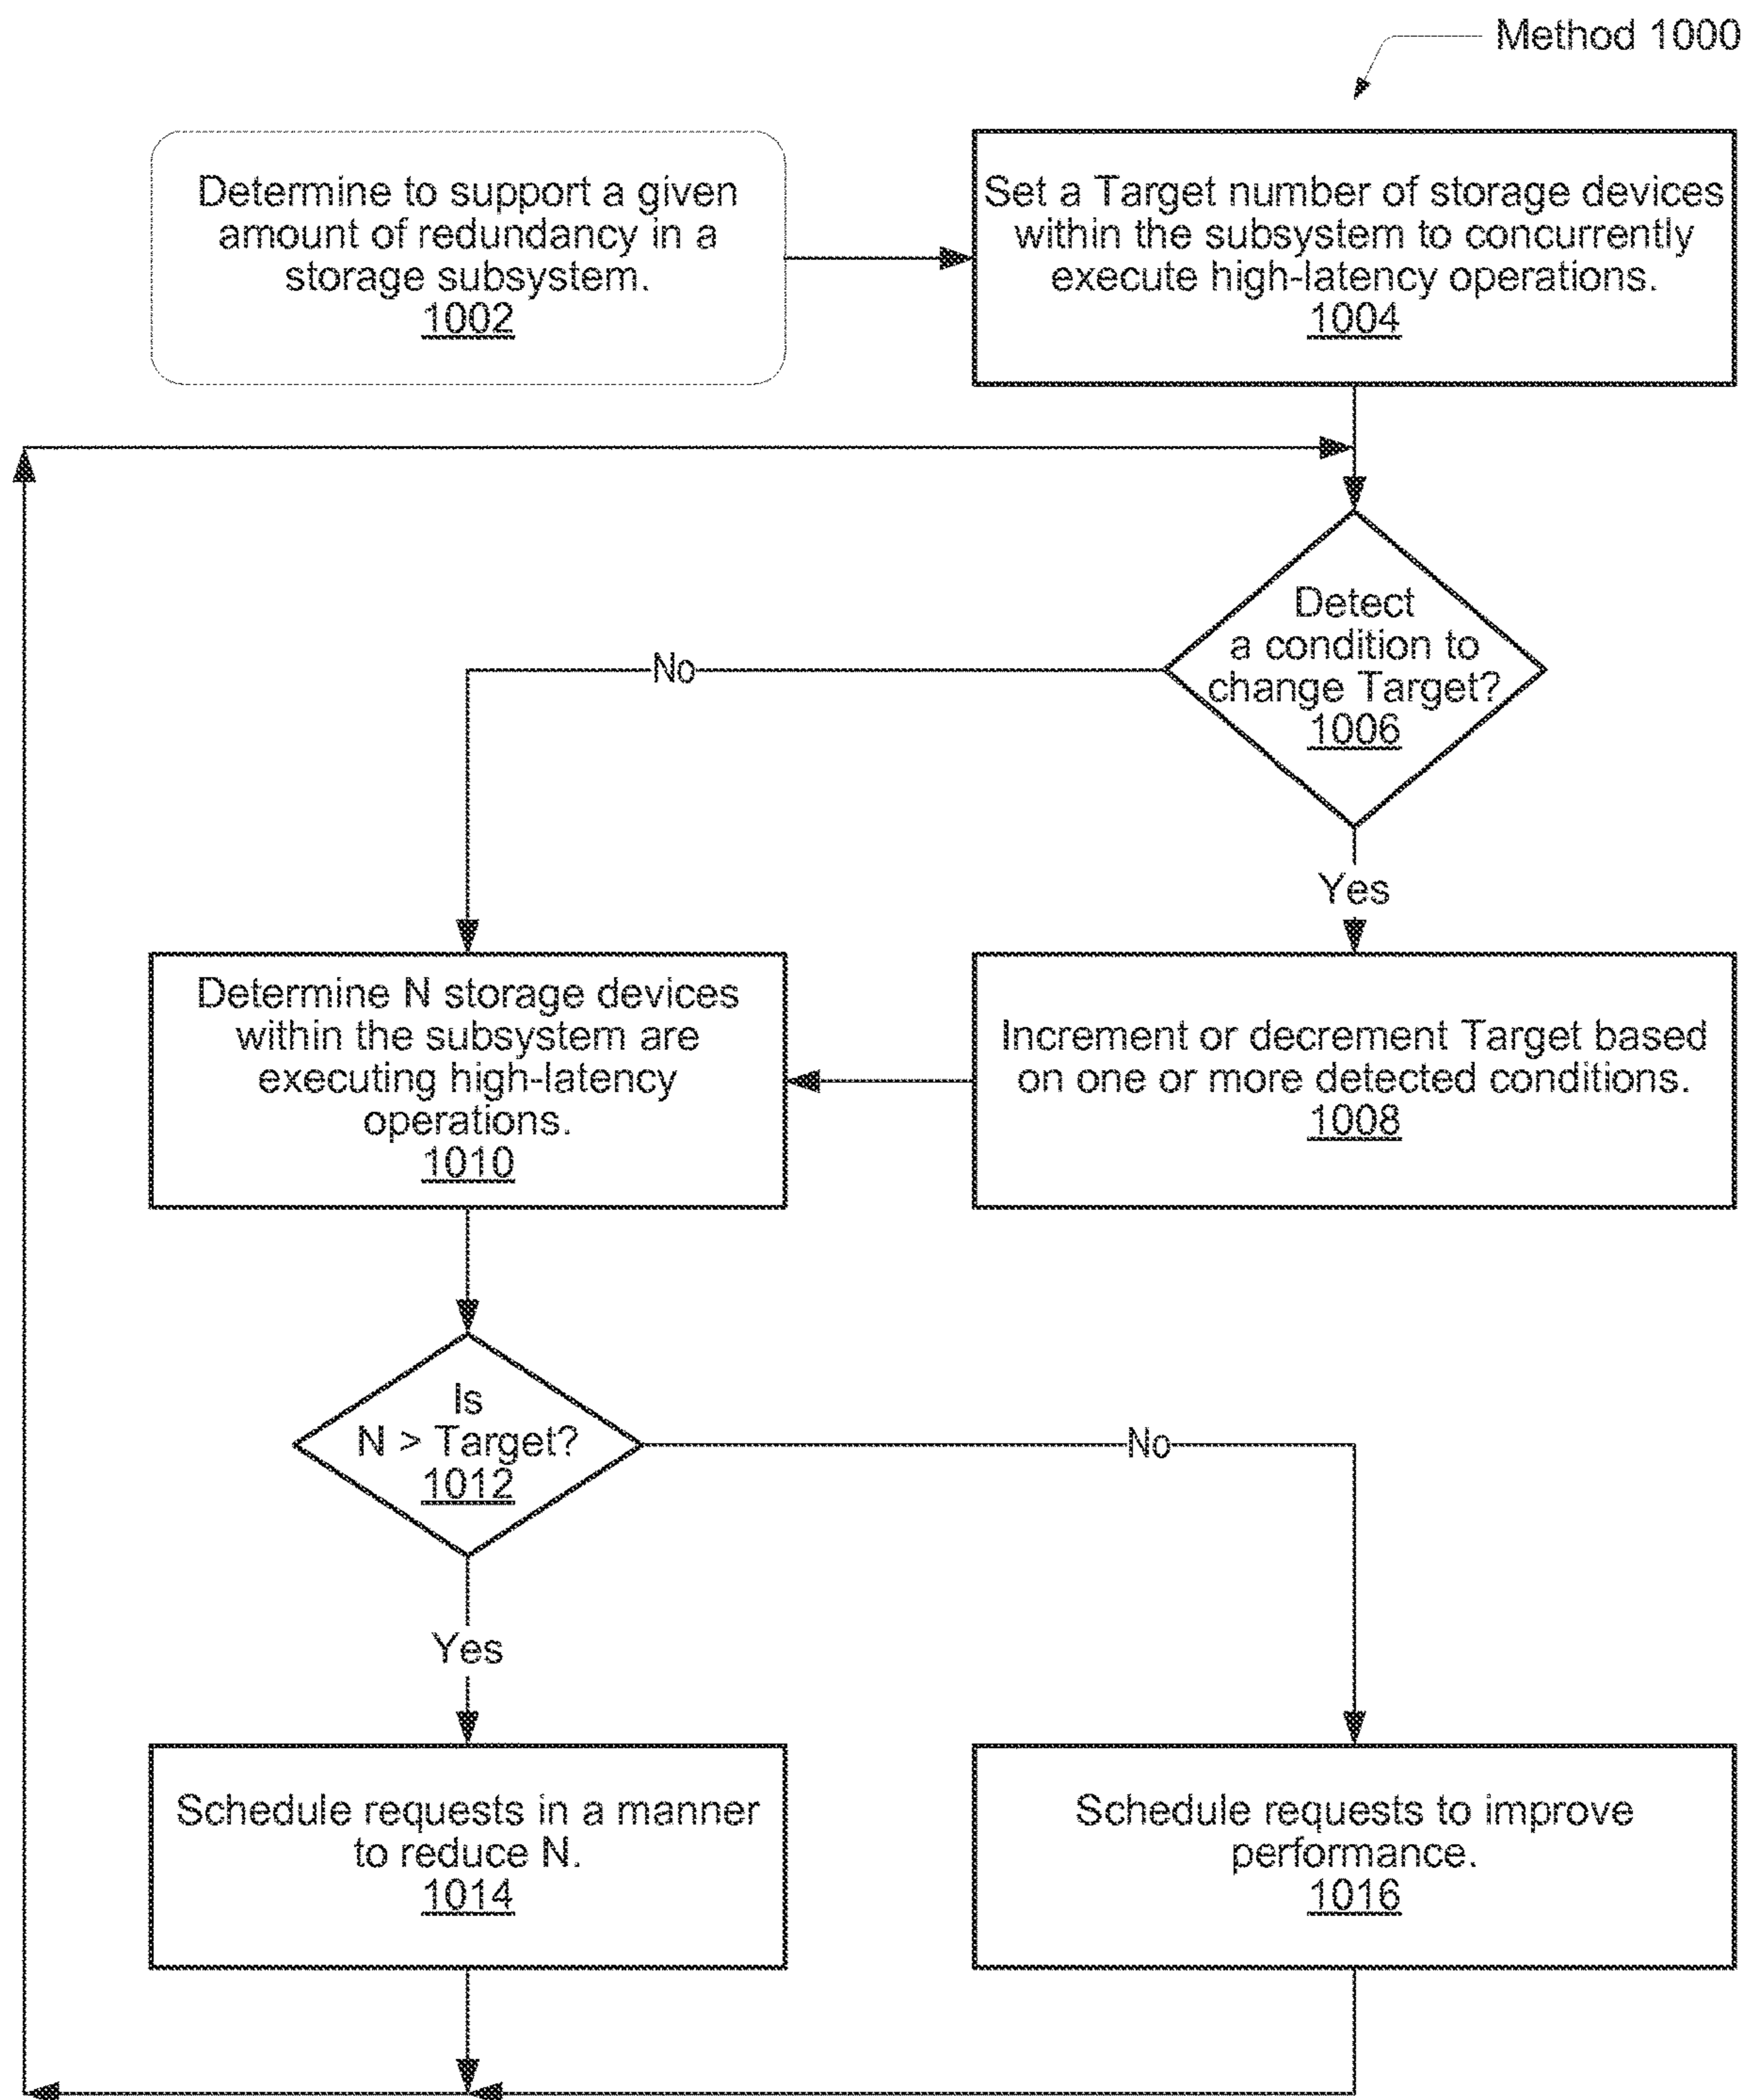 Method 1000
Determine to support a given
amount of redundancy in a
storage subsystem.
1002
Set a Target number of storage devices
within the subsystem to concurrently
execute high-latency operations.
1004
Detect
a condition to
change Target?
1006
No
Yes
Determine N storage devices
within the subsystem are
executing high-latency
operations.
1010
Increment or decrement Target based
on one or more detected conditions.
1008
Is
N > Target?
1012
No
Yes
Schedule requests in a manner
to reduce N.
1014
Schedule requests to improve
performance.
1016